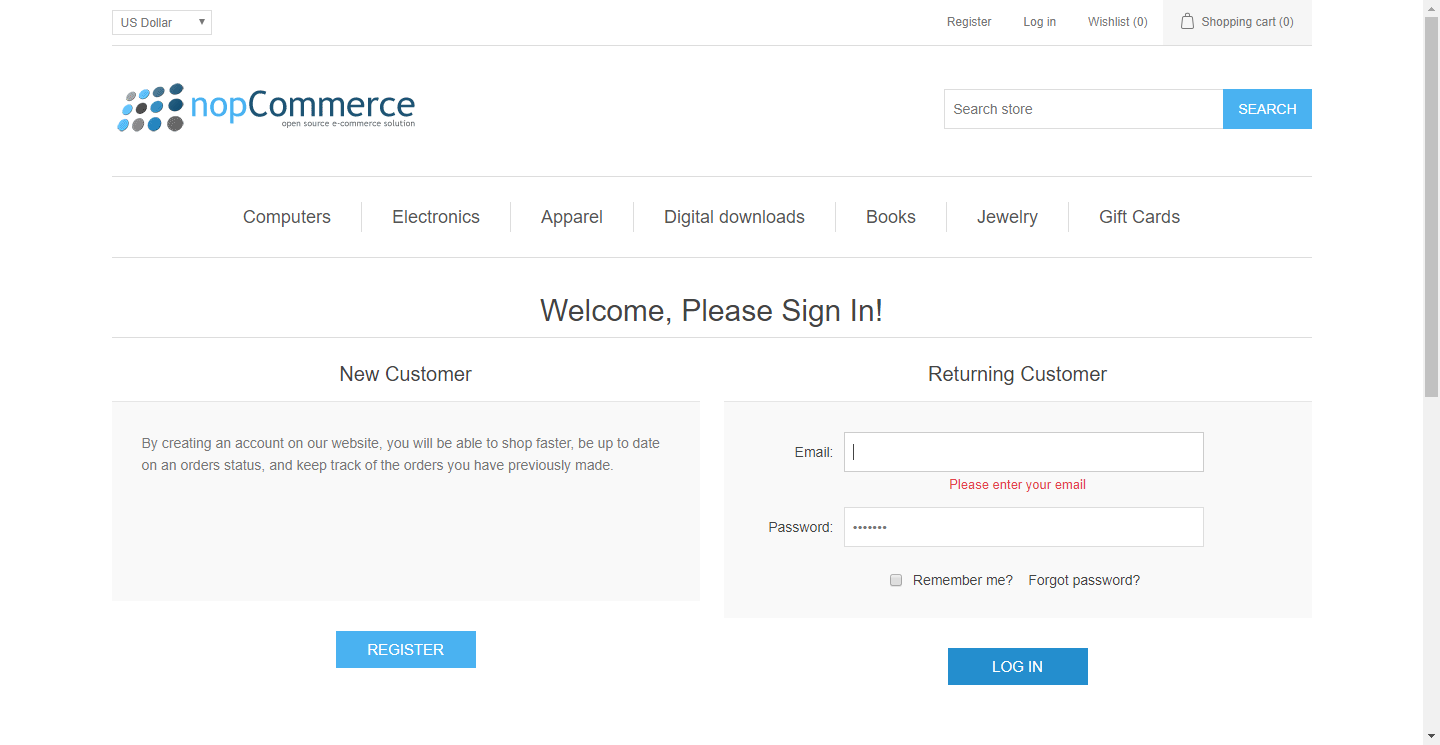 US Dollar
Register
Log in
Wishlist (0)
Shopping cart (0)
nopCommerce
open source e-commerce solution
Search store
SEARCH
Computers
Electronics
Apparel
Digital downloads
Books
Jewelry
Gift Cards
Welcome, Please Sign In!
New Customer
By creating an account on our website, you will be able to shop faster, be up to date
on an orders status, and keep track of the orders you have previously made.
REGISTER
Returning Customer
Email:
Please enter your email
Password:
•••••••
Remember me?
Forgot password?
LOG IN